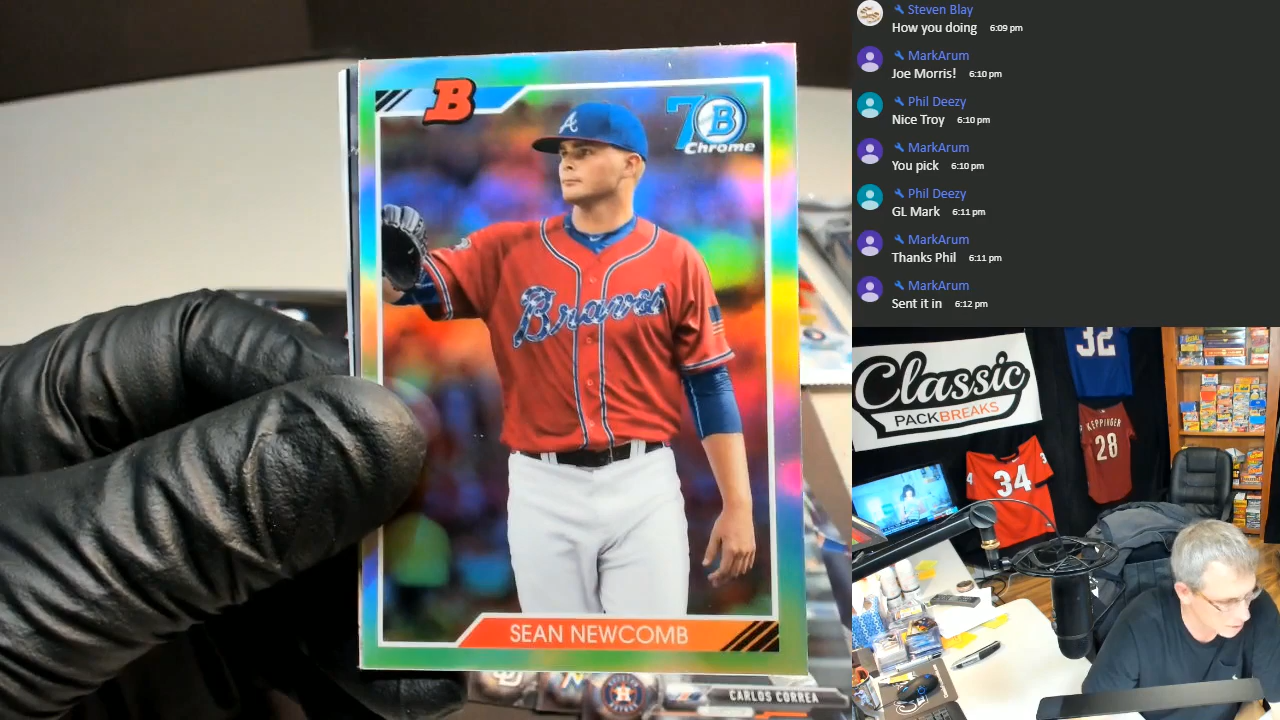 B
70 B
Chrome
A
Braves
SEAN NEWCOMB
CARLOS CORREA
Steven Blay
How you doing 6:09 pm
MarkArum
Joe Morris! 6:10 pm
Phil Deezy
Nice Troy 6:10 pm
MarkArum
You pick 6:10 pm
Phil Deezy
GL Mark 6:11 pm
MarkArum
Thanks Phil 6:11 pm
MarkArum
Sent it in 6:12 pm
Classic
PACKBREAKS
32
KEPPINGER
28
34